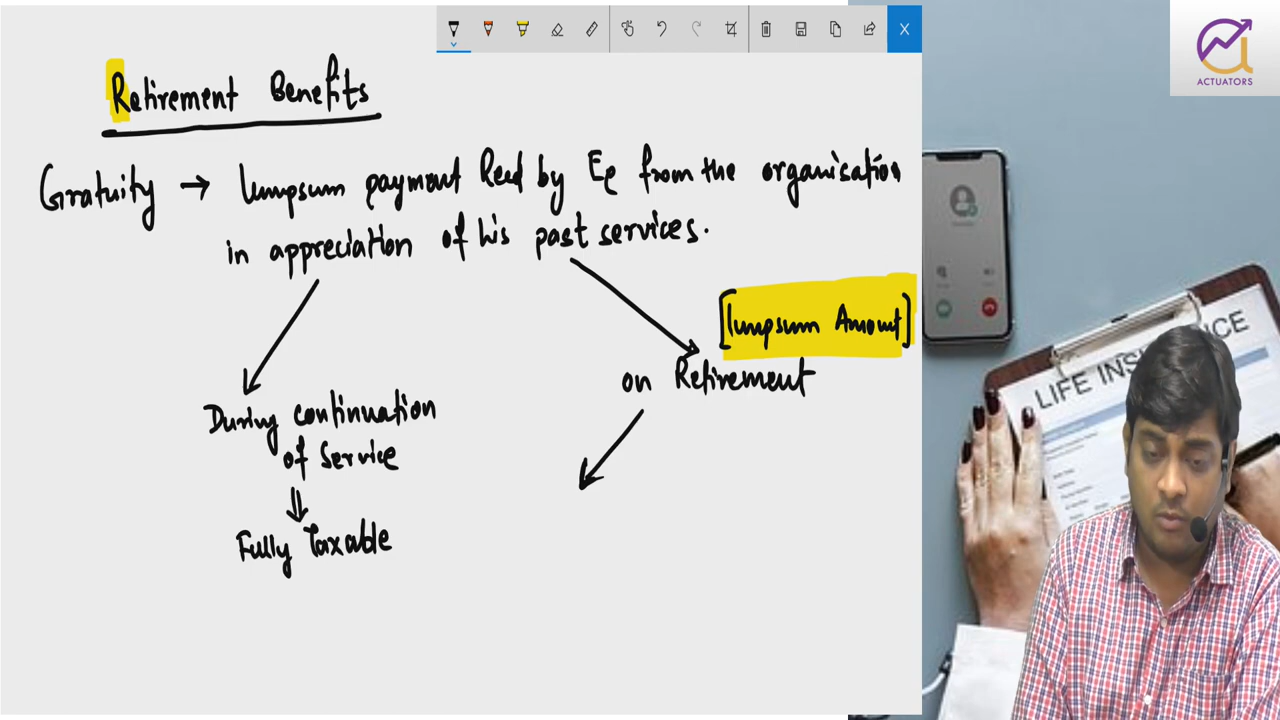 Retirement Benefits
Gratuity → lumpsum payment Recd by Ee from the organisation
in appreciation of his past services.
[lumpsum Amount]
on Retirement
During continuation
of Service
⇓
Fully Taxable
ACTUATORS
LIFE INSURANCE
X